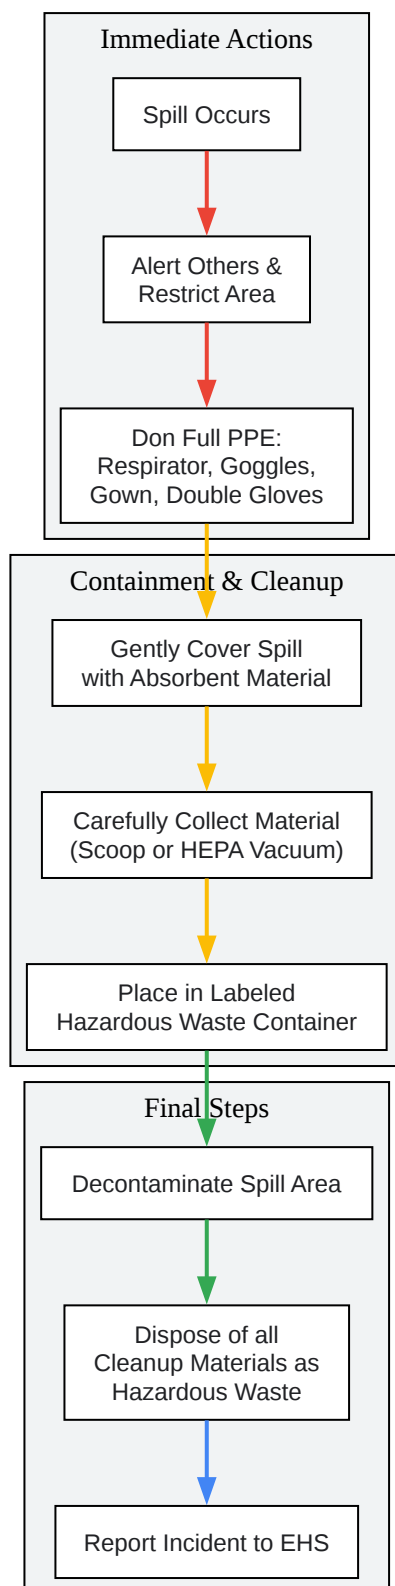 Immediate Actions
Spill Occurs
Alert Others &
Restrict Area
Don Full PPE:
Respirator, Goggles,
Gown, Double Gloves
Containment & Cleanup
Gently Cover Spill
with Absorbent Material
Carefully Collect Material
(Scoop or HEPA Vacuum)
Place in Labeled
Hazardous Waste Container
Final Steps
Decontaminate Spill Area
Dispose of all
Cleanup Materials as
Hazardous Waste
Report Incident to EHS